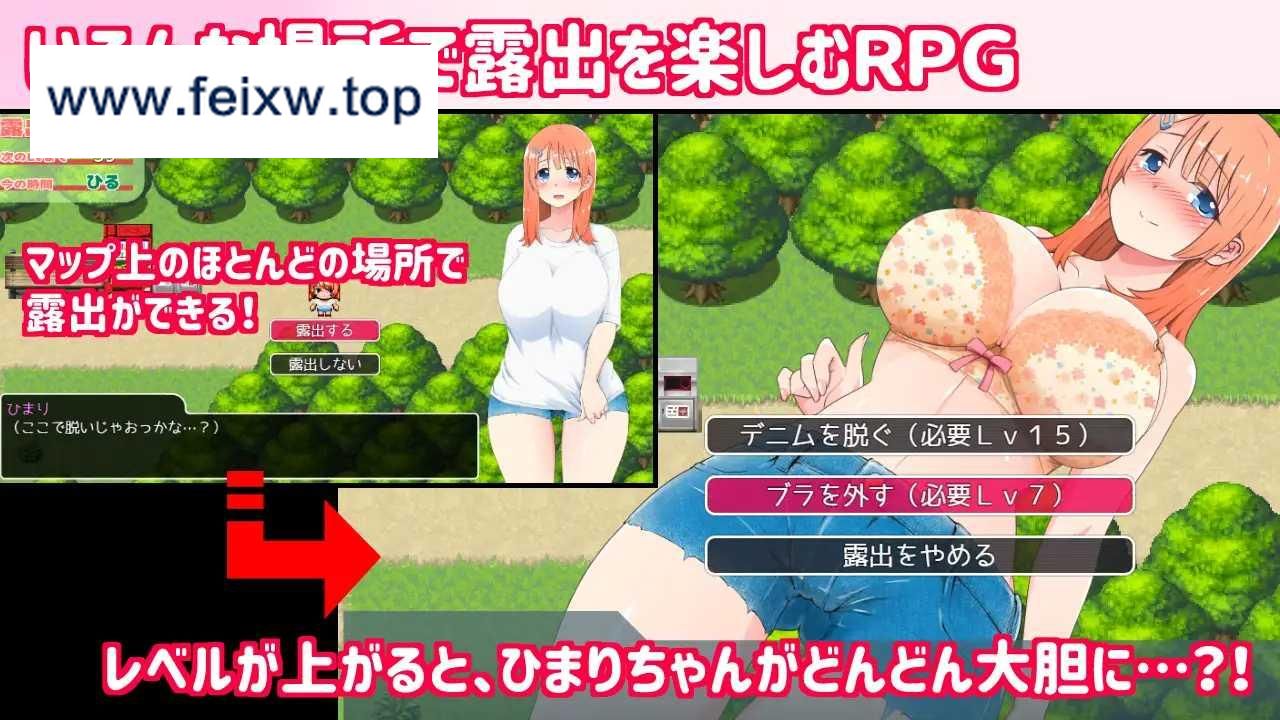 で露出を楽しむRPG
www.feixw.top
今の時間
ひる
マップ上のほとんどの場所で
露出ができる!
露出する
露出しない
ひまり
(ここで脱いじゃおっかな…?)
デニムを脱ぐ(必要Lv15)
ブラを外す(必要Lv7)
露出をやめる
レベルが上がると、ひまりちゃんがどんどん大胆に…?!